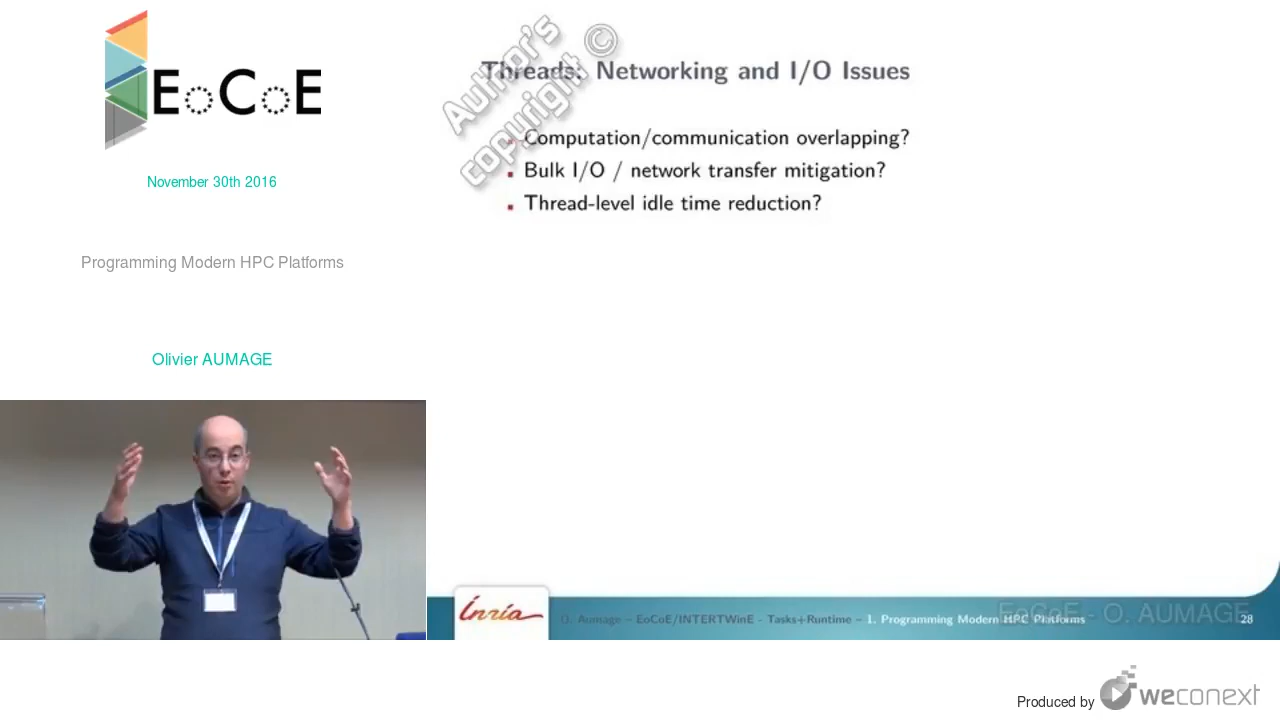 EoCoE
November 30th 2016
Programming Modern HPC Platforms
Olivier AUMAGE
Author's
copyright ©
Threads: Networking and I/O Issues
Computation/communication overlapping?
Bulk I/O / network transfer mitigation?
Thread-level idle time reduction?
Inria
O. Aumage – EoCoE/INTERTWinE - Tasks+Runtime – 1. Programming Modern HPC Platforms
EoCoE - O. AUMAGE
28
Produced by
weconext